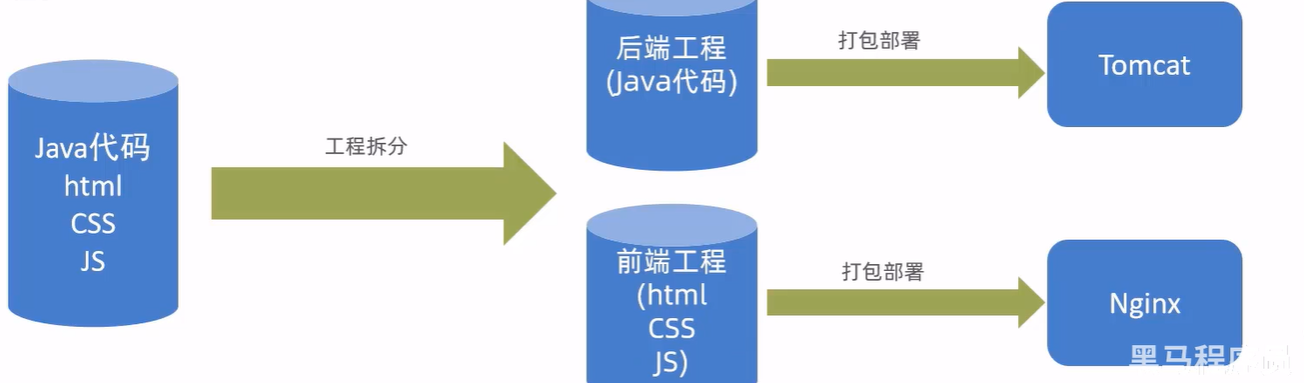 Java代码
html
CSS
JS
工程拆分
后端工程
(Java代码)
打包部署
Tomcat
前端工程
(html
CSS
JS)
打包部署
Nginx
黑马程序员